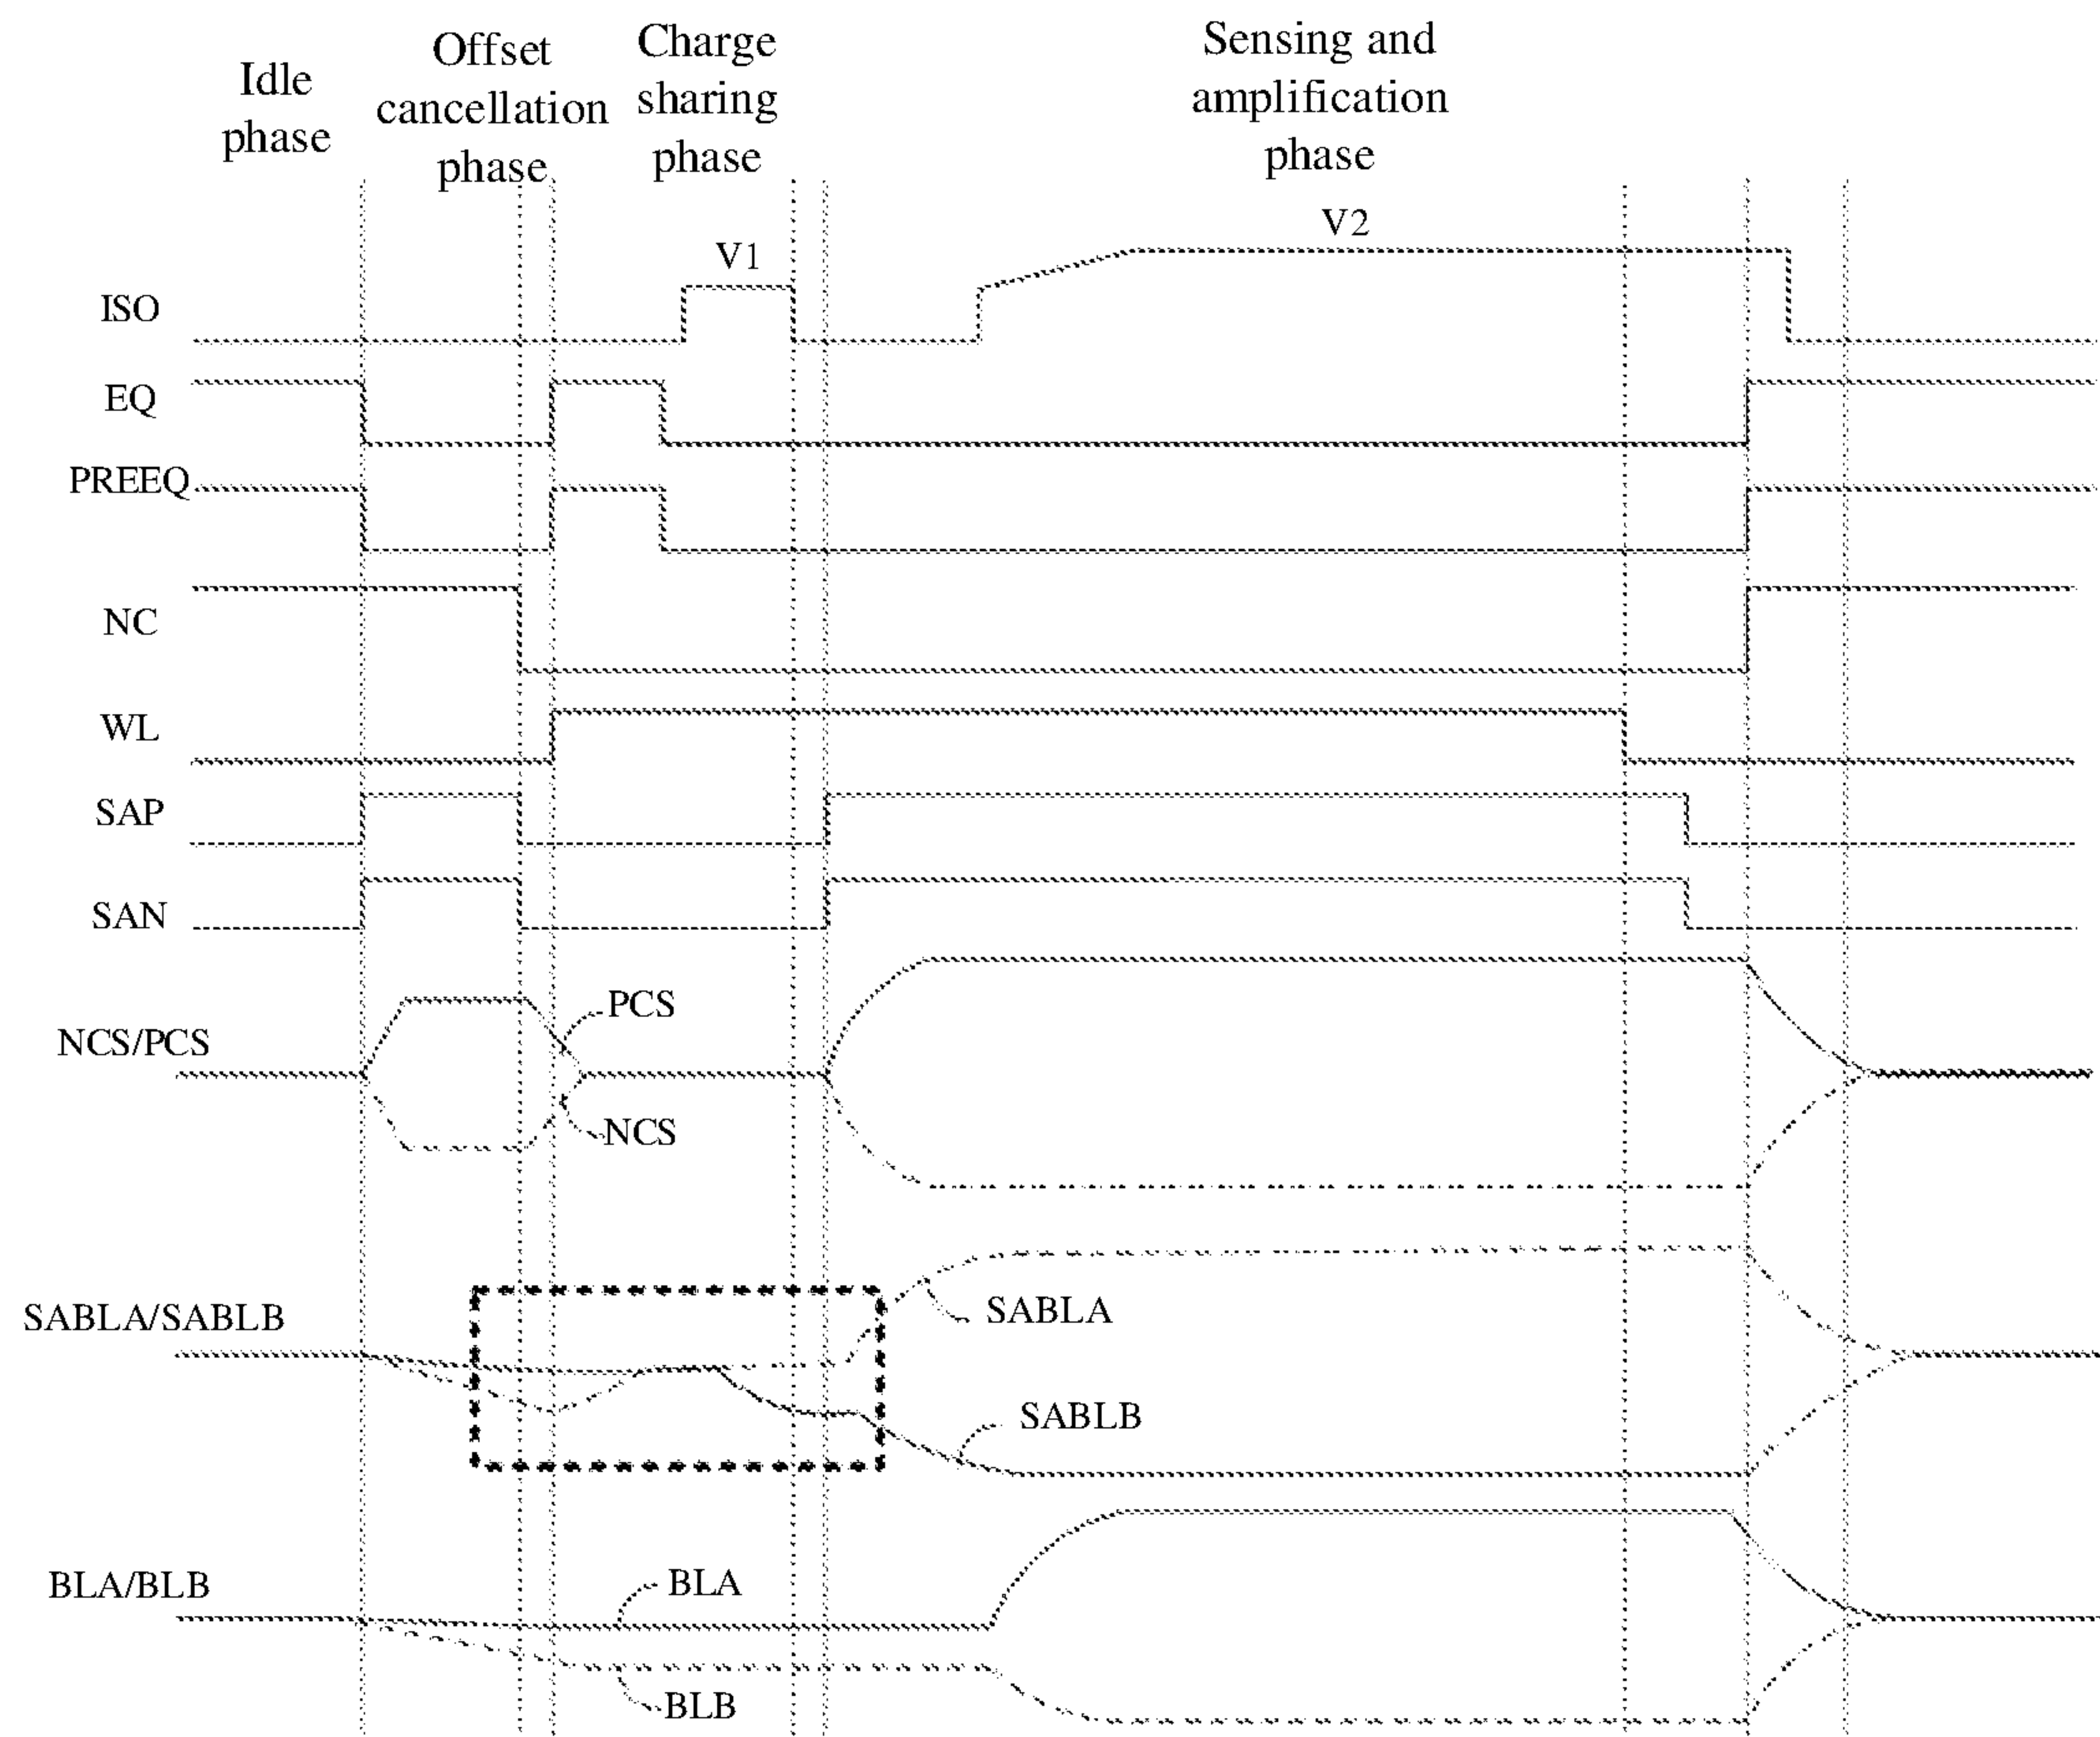 Idle
phase
Offset
cancellation
phase
Charge
sharing
phase
Sensing and
amplification
phase
V1
V2
ISO
EQ
PREEQ
NC
WL
SAP
SAN
NCS/PCS
PCS
NCS
SABLA/SABLB
SABLA
SABLB
BLA/BLB
BLA
BLB